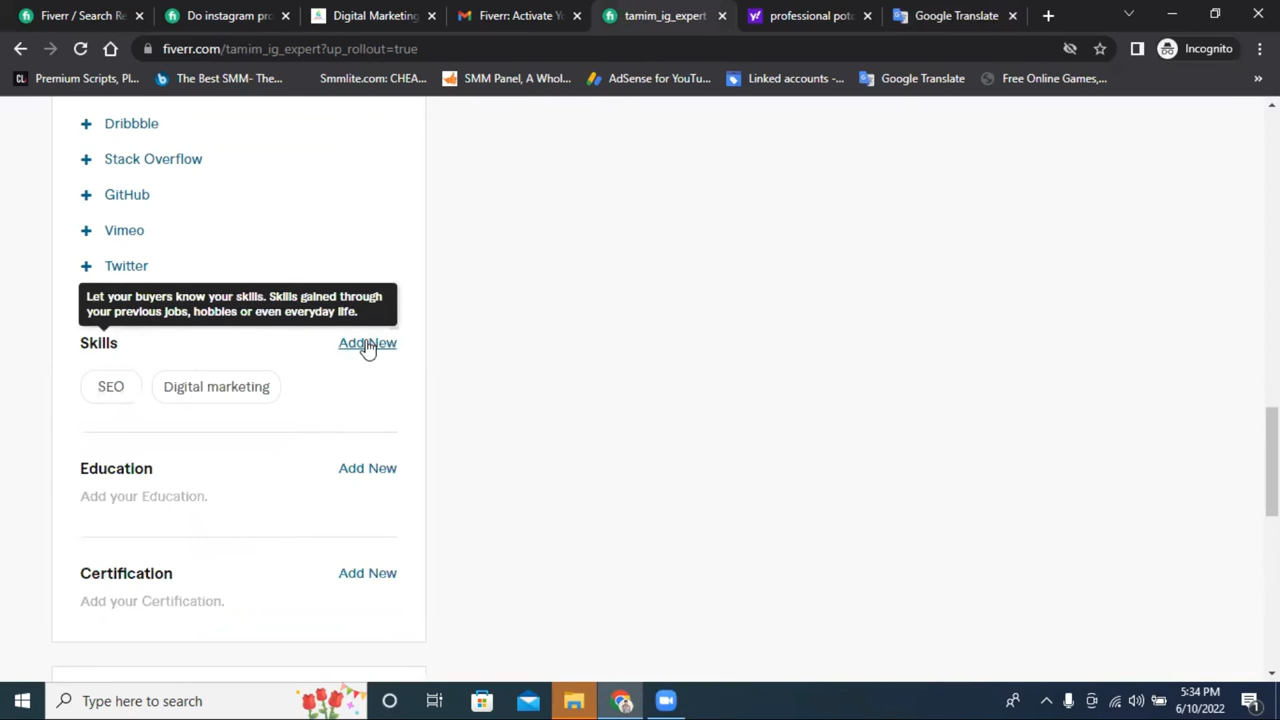 Fiverr / Search Re
Do instagram pro
Digital Marketing
Fiverr: Activate Y
tamim_ig_expert
professional pot
Google Translate
fiverr.com/tamim_ig_expert?up_rollout=true
Incognito
CL
Premium Scripts, Pl...
The Best SMM- The...
Smmlite.com: CHEA...
SMM Panel, A Whol...
AdSense for YouTu...
Linked accounts -...
Google Translate
Free Online Games,...
Dribbble
Stack Overflow
GitHub
Vimeo
Twitter
Let your buyers know your skills. Skills gained through
your previous jobs, hobbies or even everyday life.
Skills
Add New
SEO
Digital marketing
Education
Add New
Add your Education.
Certification
Add New
Add your Certification.
Type here to search
5:34 PM
6/10/2022
1